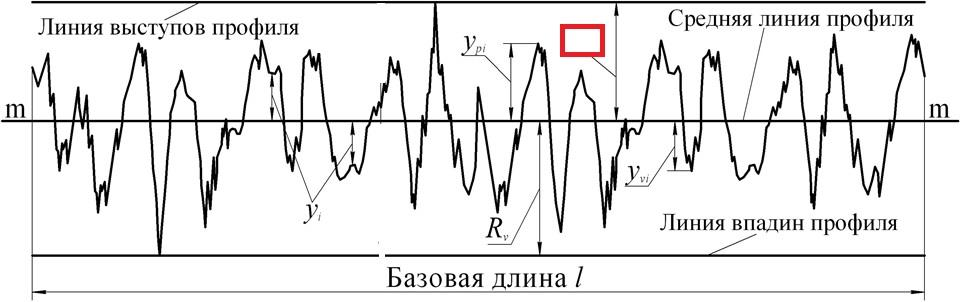 Линия выступов профиля
Средняя линия профиля
y_pi
m
m
y_i
y_vi
R_v
Линия впадин профиля
Базовая длина l